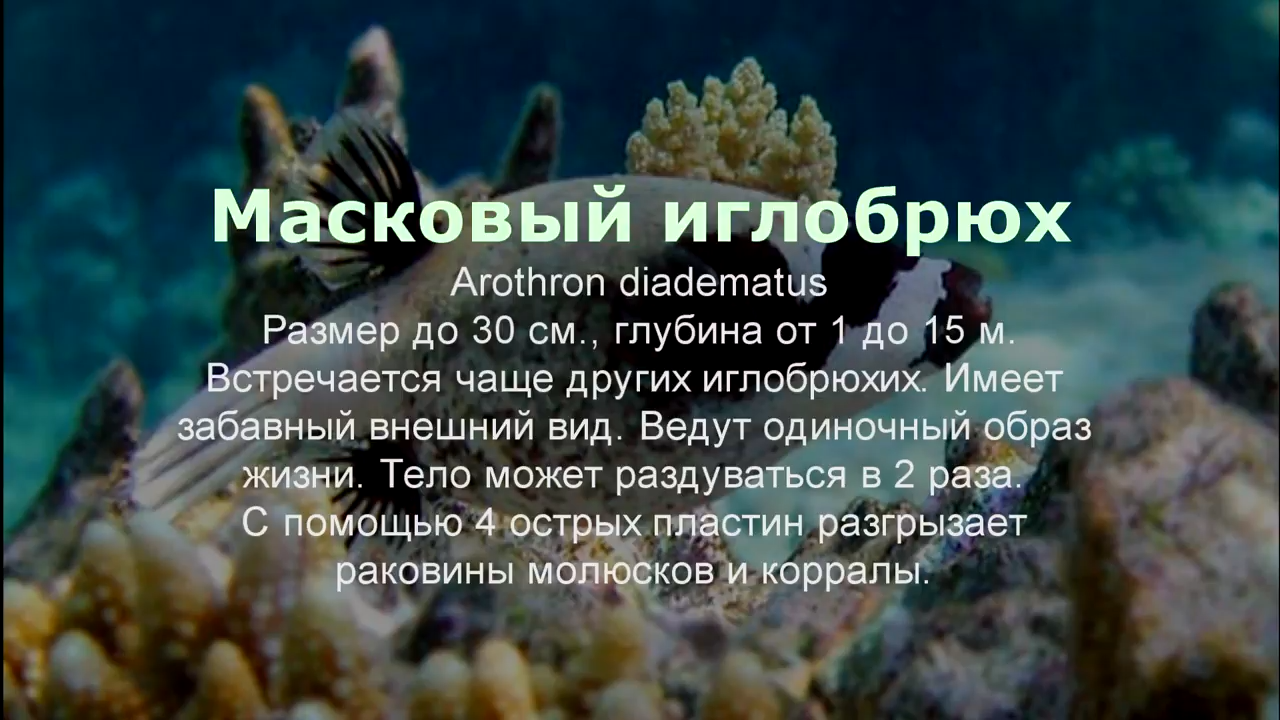 Масковый иглобрюх
Arothron diadematus
Размер до 30 см., глубина от 1 до 15 м.
Встречается чаще других иглобрюхих. Имеет
забавный внешний вид. Ведут одиночный образ
жизни. Тело может раздуваться в 2 раза.
С помощью 4 острых пластин разгрызает
раковины молюсков и корралы.